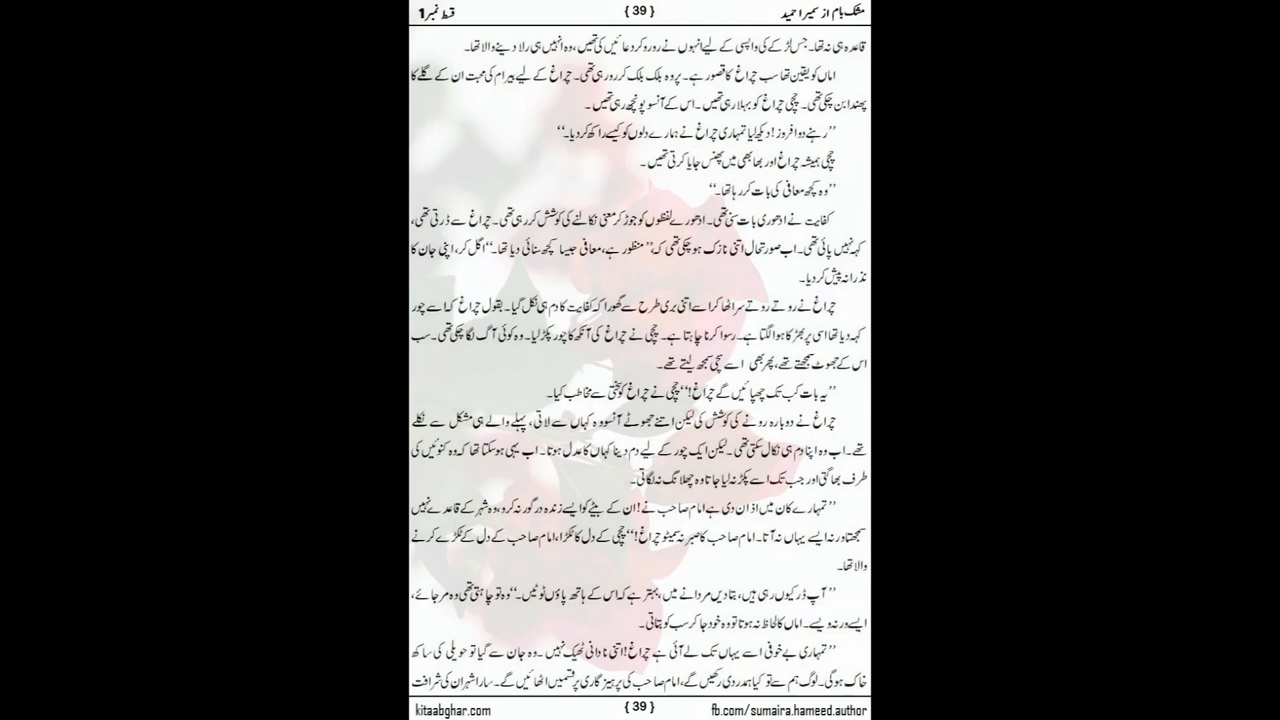 مشک بام از سمیرا حمید { 39 } قسط نمبر 1
قاعدہ ہی نہ تھا۔ جس لڑکے کی واپسی کے لیے انہوں نے رو رو کر دعائیں کی تھیں، وہ انہیں ہی رلا دینے والا تھا۔
اماں کو یقین تھا سب چراغ کا قصور ہے۔ پر وہ بلک بلک کر رو رہی تھی۔ چراغ کے لیے بیرام کی محبت ان کے گلے کا
پھندا بن چکی تھی۔ چچی چراغ کو بہلا رہی تھیں۔ اس کے آنسو پونچھ رہی تھیں۔
’’رہنے دو افروز! دیکھ لیا تمہاری چراغ نے ہمارے دلوں کو کیسے راکھ کر دیا۔‘‘
چچی ہمیشہ چراغ اور بھابھی میں پھنس جایا کرتی تھیں۔
’’وہ کچھ معافی کی بات کر رہا تھا۔‘‘
کفایت نے ادھوری بات سنی تھی۔ ادھورے لفظوں کو جوڑ کر معنی نکالنے کی کوشش کر رہی تھی۔ چراغ سے ڈرتی تھی،
کہہ نہیں پائی تھی۔ اب صورتحال اتنی نازک ہو چکی تھی کہ ’’منظور ہے، معافی جیسا کچھ سنائی دیا تھا۔‘‘ اگل کر، اپنی جان کا
نذرانہ پیش کر دیا۔
چراغ نے روتے روتے سر اٹھا کر اسے اتنی بری طرح سے گھورا کہ کفایت کا دم ہی نکل گیا۔ بقول چراغ کہ اسے چور
کہہ دیا تھا اسی پر بھڑکا ہوا لگتا ہے۔ رسوا کرنا چاہتا ہے۔ چچی نے چراغ کی آنکھ کا چور پکڑ لیا۔ وہ کوئی آگ لگا چکی تھی۔ سب
اس کے جھوٹ سمجھتے تھے، پھر بھی اسے سچی سمجھ لیتے تھے۔
’’یہ بات کب تک چھپائیں گے چراغ!‘‘ چچی نے چراغ کو سختی سے مخاطب کیا۔
چراغ نے دوبارہ رونے کی کوشش کی لیکن اتنے جھوٹے آنسو وہ کہاں سے لاتی، پہلے والے ہی مشکل سے نکلے
تھے۔ اب وہ اپنا دم ہی نکال سکتی تھی۔ لیکن ایک چور کے لیے دم دینا کہاں کا عدل ہوتا۔ اب یہی ہو سکتا تھا کہ وہ کنوئیں کی
طرف بھاگتی اور جب تک اسے پکڑ نہ لیا جاتا وہ چھلانگ نہ لگاتی۔
’’تمہارے کان میں اذان دی ہے امام صاحب نے! ان کے بیٹے کو ایسے زندہ درگور نہ کرو، وہ شہر کے قاعدے نہیں
سمجھتا ورنہ ایسے یہاں نہ آتا۔ امام صاحب کا صبر نہ سمیٹو چراغ!‘‘ چچی کے دل کا ٹکڑا، امام صاحب کے دل کے ٹکڑے کرنے
والا تھا۔
’’آپ ڈر کیوں رہی ہیں، بتا دیں مردانے میں، بہتر ہے کہ اس کے ہاتھ پاؤں ٹوٹیں۔‘‘ وہ تو چاہتی تھی وہ مر جائے،
ایسے ورنہ ویسے۔ اماں کا لحاظ نہ ہوتا تو وہ خود جا کر سب کو بتاتی۔
’’تمہاری بے خوفی اسے یہاں تک لے آئی ہے چراغ! اتنی نادانی ٹھیک نہیں۔ وہ جان سے گیا تو حویلی کی ساکھ
خاک ہو گی۔ لوگ ہم سے تو کیا ہمدردی رکھیں گے، امام صاحب کی پرہیز گاری پر قسمیں اٹھائیں گے۔ سارا شہر ان کی شرافت
kitaabghar.com { 39 } fb.com/sumaira.hameed.author